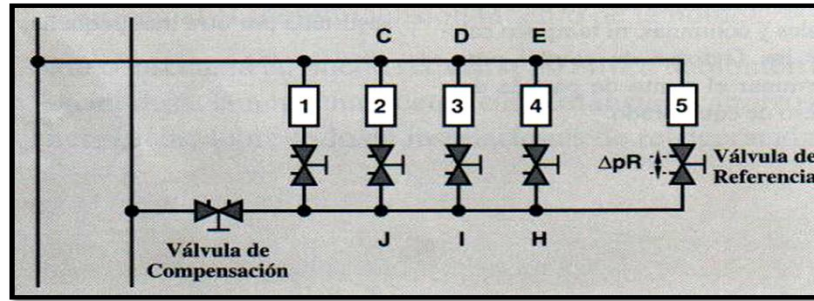 C D E
1 2 3 4 5
ΔpR Válvula de
Referencia
J I H
Válvula de
Compensación